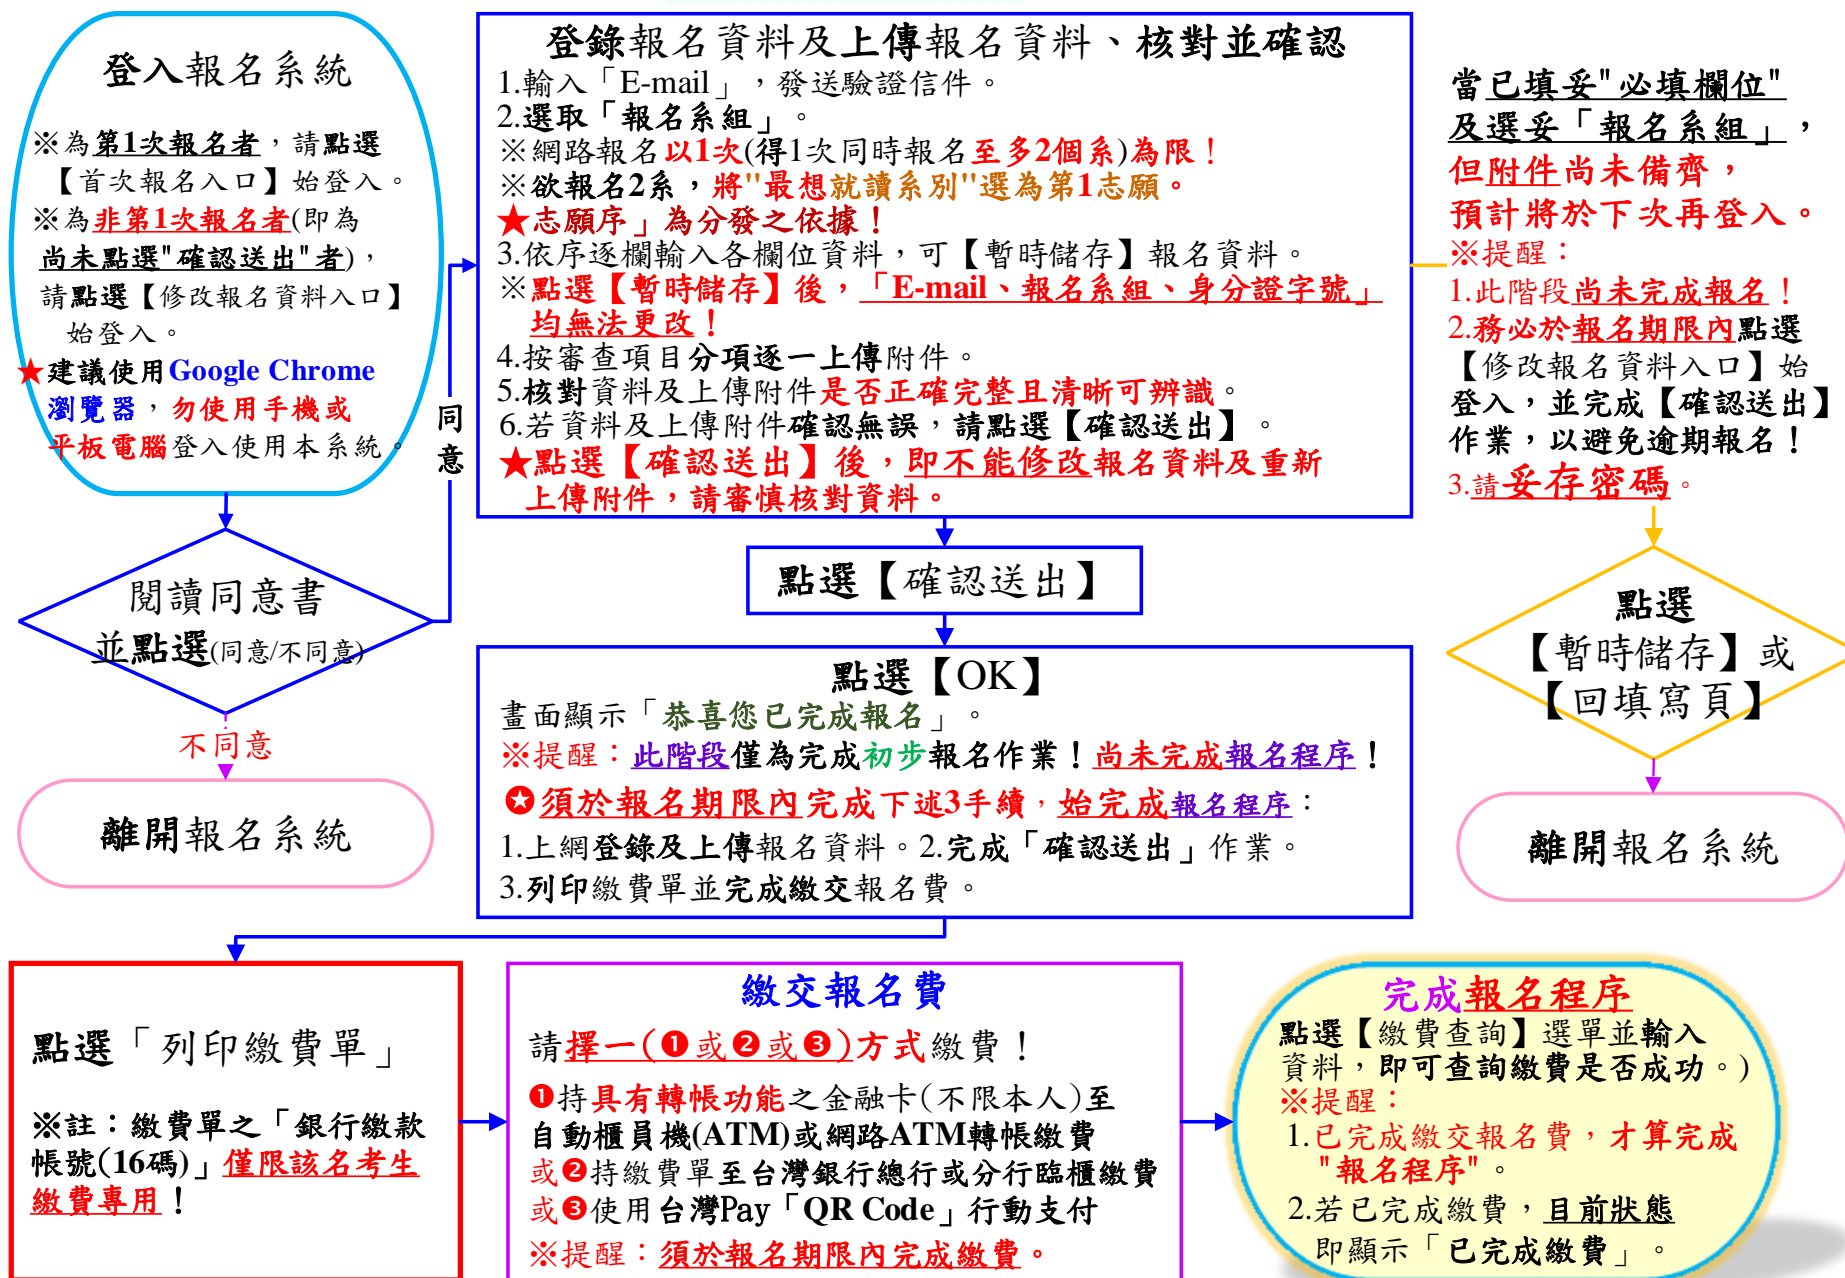 登入報名系統
※為第1次報名者，請點選
【首次報名入口】始登入。
※為非第1次報名者(即為
尚未點選"確認送出"者)，
請點選【修改報名資料入口】
始登入。
★建議使用Google Chrome
瀏覽器，勿使用手機或
平板電腦登入使用本系統。
閱讀同意書
並點選(同意/不同意)
同
意
不同意
離開報名系統
登錄報名資料及上傳報名資料、核對並確認
1.輸入「E-mail」，發送驗證信件。
2.選取「報名系組」。
※網路報名以1次(得1次同時報名至多2個系)為限！
※欲報名2系，將"最想就讀系別"選為第1志願。
★志願序」為分發之依據！
3.依序逐欄輸入各欄位資料，可【暫時儲存】報名資料。
※點選【暫時儲存】後，「E-mail、報名系組、身分證字號」
均無法更改！
4.按審查項目分項逐一上傳附件。
5.核對資料及上傳附件是否正確完整且清晰可辨識。
6.若資料及上傳附件確認無誤，請點選【確認送出】。
★點選【確認送出】後，即不能修改報名資料及重新
上傳附件，請審慎核對資料。
當已填妥"必填欄位"
及選妥「報名系組」，
但附件尚未備齊，
預計將於下次再登入。
※提醒：
1.此階段尚未完成報名！
2.務必於報名期限內點選
【修改報名資料入口】始
登入，並完成【確認送出】
作業，以避免逾期報名！
3.請妥存密碼。
點選
【暫時儲存】或
【回填寫頁】
離開報名系統
點選【確認送出】
點選【OK】
畫面顯示「恭喜您已完成報名」。
※提醒：此階段僅為完成初步報名作業！尚未完成報名程序！
✪須於報名期限內完成下述3手續，始完成報名程序：
1.上網登錄及上傳報名資料。2.完成「確認送出」作業。
3.列印繳費單並完成繳交報名費。
點選「列印繳費單」
※註：繳費單之「銀行繳款
帳號(16碼)」僅限該名考生
繳費專用！
繳交報名費
請擇一(❶或❷或❸)方式繳費！
❶持具有轉帳功能之金融卡(不限本人)至
自動櫃員機(ATM)或網路ATM轉帳繳費
或❷持繳費單至台灣銀行總行或分行臨櫃繳費
或❸使用台灣Pay「QR Code」行動支付
※提醒：須於報名期限內完成繳費。
完成報名程序
點選【繳費查詢】選單並輸入
資料，即可查詢繳費是否成功。)
※提醒：
1.已完成繳交報名費，才算完成
"報名程序"。
2.若已完成繳費，目前狀態
即顯示「已完成繳費」。